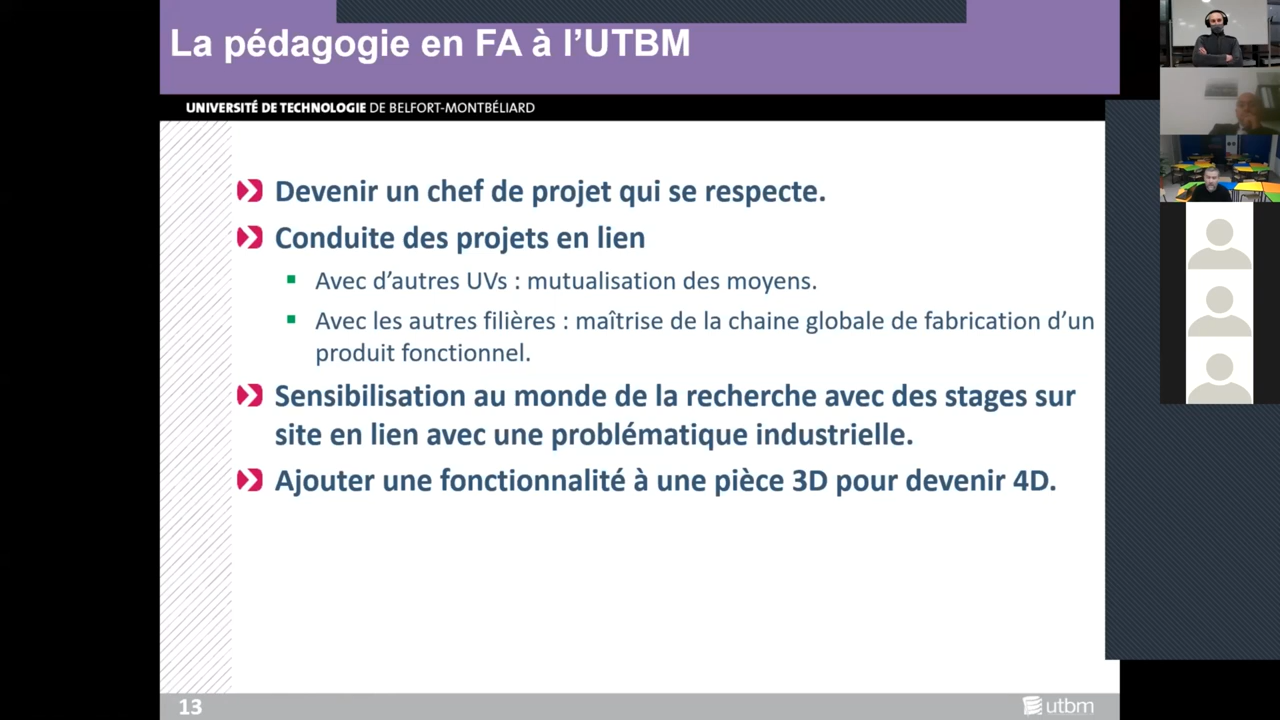 La pédagogie en FA à l'UTBM
UNIVERSITÉ DE TECHNOLOGIE DE BELFORT-MONTBÉLIARD
Devenir un chef de projet qui se respecte.
Conduite des projets en lien
Avec d'autres UVs : mutualisation des moyens.
Avec les autres filières : maîtrise de la chaine globale de fabrication d'un
produit fonctionnel.
Sensibilisation au monde de la recherche avec des stages sur
site en lien avec une problématique industrielle.
Ajouter une fonctionnalité à une pièce 3D pour devenir 4D.
13
utbm